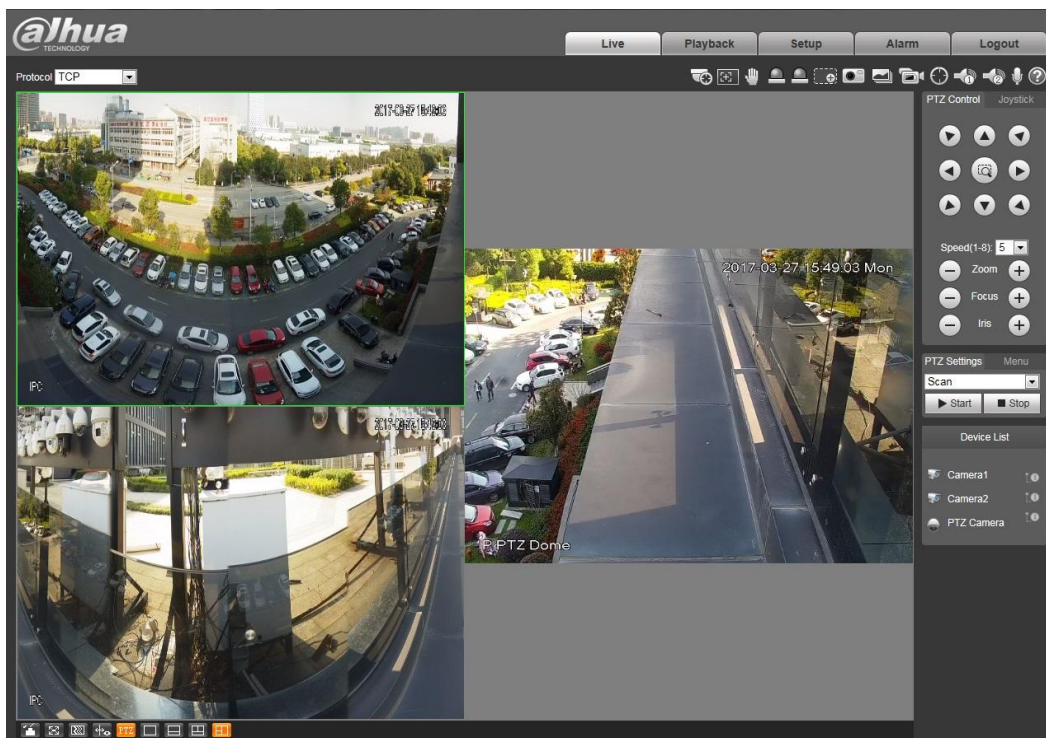 alhua
TECHNOLOGY
Live
Playback
Setup
Alarm
Logout
Protocol TCP
PTZ Control
Joystick
Speed(1-8): 5
Zoom
Focus
Iris
2017-03-27 15:49:03 Mon
IP PTZ Dome
IPC
IPC
PTZ Settings
Menu
Scan
Start
Stop
Device List
Camera1
Camera2
PTZ Camera
PTZ